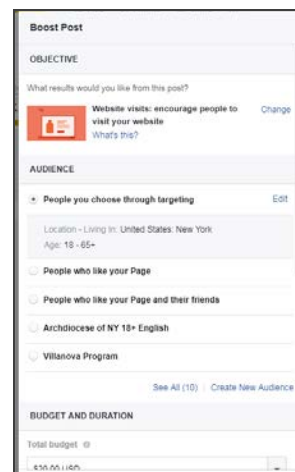 Boost Post
OBJECTIVE
What results would you like from this post?
Website visits: encourage people to
visit your website
Change
What's this?
AUDIENCE
People you choose through targeting
Edit
Location - Living In: United States: New York
Age: 18 - 65+
People who like your Page
People who like your Page and their friends
Archdiocese of NY 18+ English
Villanova Program
See All (10) | Create New Audience
BUDGET AND DURATION
Total budget
$20.00 USD